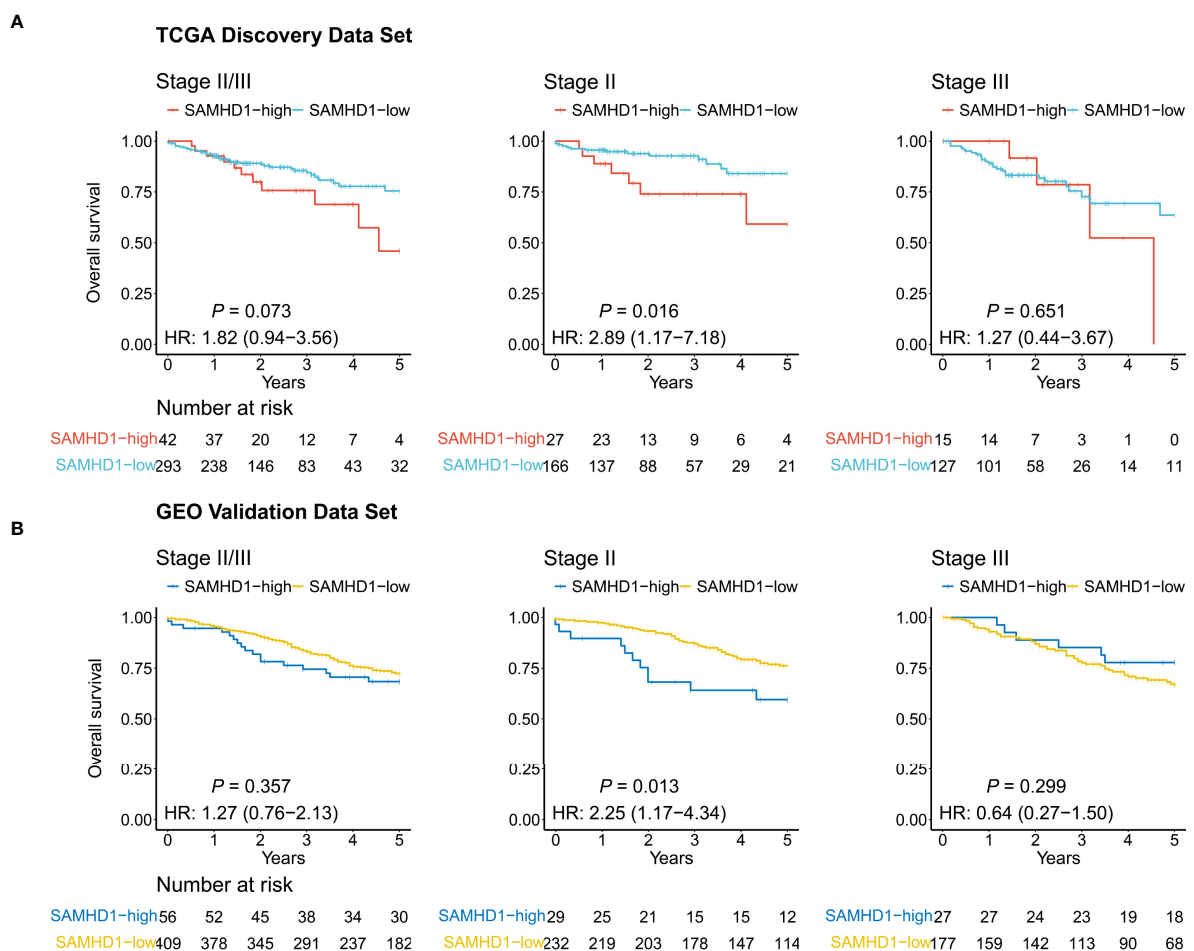 A
TCGA Discovery Data Set
Stage II/III
SAMHD1−high SAMHD1−low
Overall survival
1.00
0.75
0.50
0.25
0.00
P = 0.073
HR: 1.82 (0.94−3.56)
0 1 2 3 4 5
Years
Stage II
SAMHD1−high SAMHD1−low
1.00
0.75
0.50
0.25
0.00
P = 0.016
HR: 2.89 (1.17−7.18)
0 1 2 3 4 5
Years
Stage III
SAMHD1−high SAMHD1−low
1.00
0.75
0.50
0.25
0.00
P = 0.651
HR: 1.27 (0.44−3.67)
0 1 2 3 4 5
Years
Number at risk
SAMHD1−high 42 37 20 12 7 4
SAMHD1−low 293 238 146 83 43 32
SAMHD1−high 27 23 13 9 6 4
SAMHD1−low 166 137 88 57 29 21
SAMHD1−high 15 14 7 3 1 0
SAMHD1−low 127 101 58 26 14 11
B
GEO Validation Data Set
Stage II/III
SAMHD1−high SAMHD1−low
Overall survival
1.00
0.75
0.50
0.25
0.00
P = 0.357
HR: 1.27 (0.76−2.13)
0 1 2 3 4 5
Years
Stage II
SAMHD1−high SAMHD1−low
1.00
0.75
0.50
0.25
0.00
P = 0.013
HR: 2.25 (1.17−4.34)
0 1 2 3 4 5
Years
Stage III
SAMHD1−high SAMHD1−low
1.00
0.75
0.50
0.25
0.00
P = 0.299
HR: 0.64 (0.27−1.50)
0 1 2 3 4 5
Years
Number at risk
SAMHD1−high 56 52 45 38 34 30
SAMHD1−low 409 378 345 291 237 182
SAMHD1−high 29 25 21 15 15 12
SAMHD1−low 232 219 203 178 147 114
SAMHD1−high 27 27 24 23 19 18
SAMHD1−low 177 159 142 113 90 68